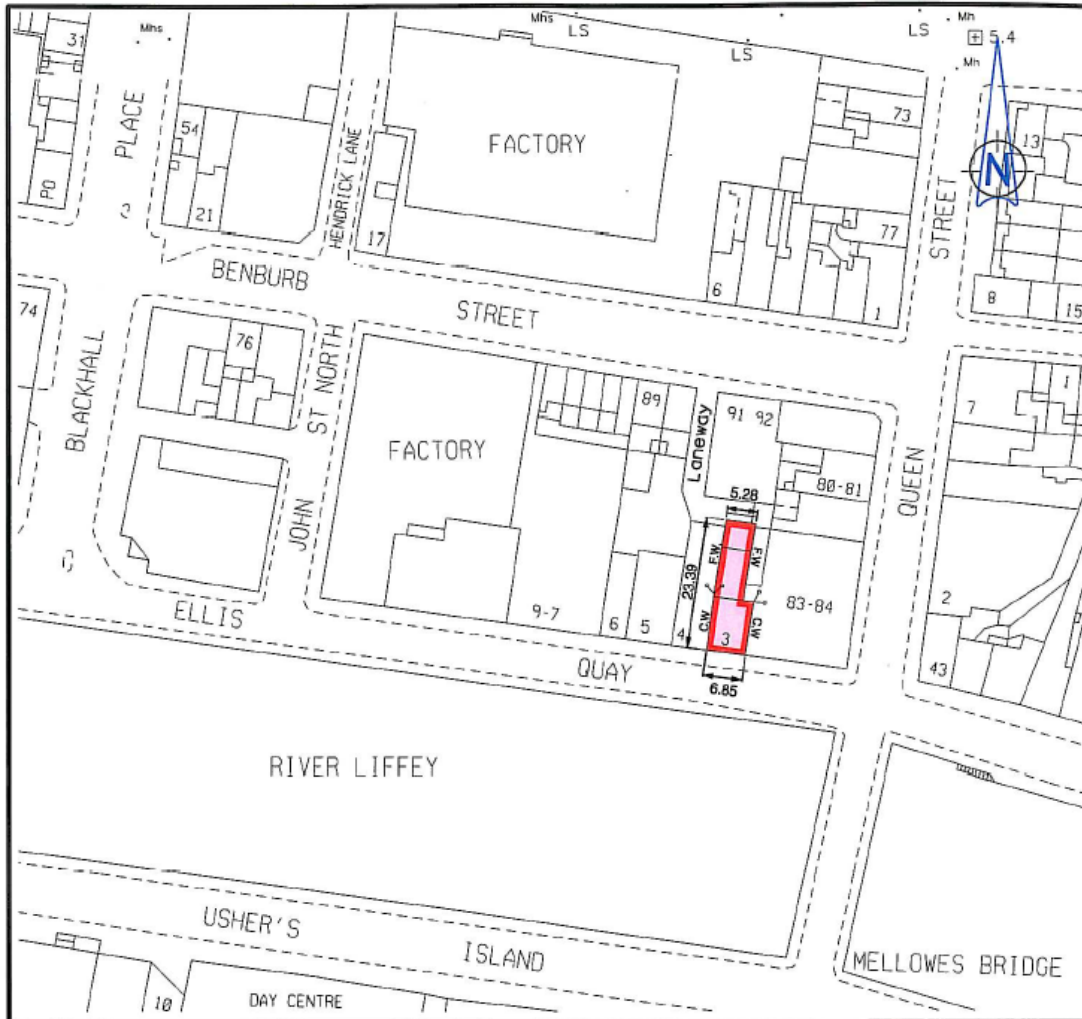 Mhs
LS
LS
LS
Mh
5.4
Mh
31
PLACE
54
HENDRICK LANE
FACTORY
73
STREET
N
13
PO
21
17
77
BENBURB
STREET
6
1
8
15
74
BLACKHALL
76
ST NORTH
JOHN
FACTORY
89
Laneway
91 92
80-81
QUEEN
7
1
5.28
F.W.
F.W
23.39
C.W
C.W
83-84
2
43
ELLIS
QUAY
9-7
6
5
4
3
6.85
RIVER LIFFEY
USHER'S
ISLAND
MELLOWES BRIDGE
10
DAY CENTRE